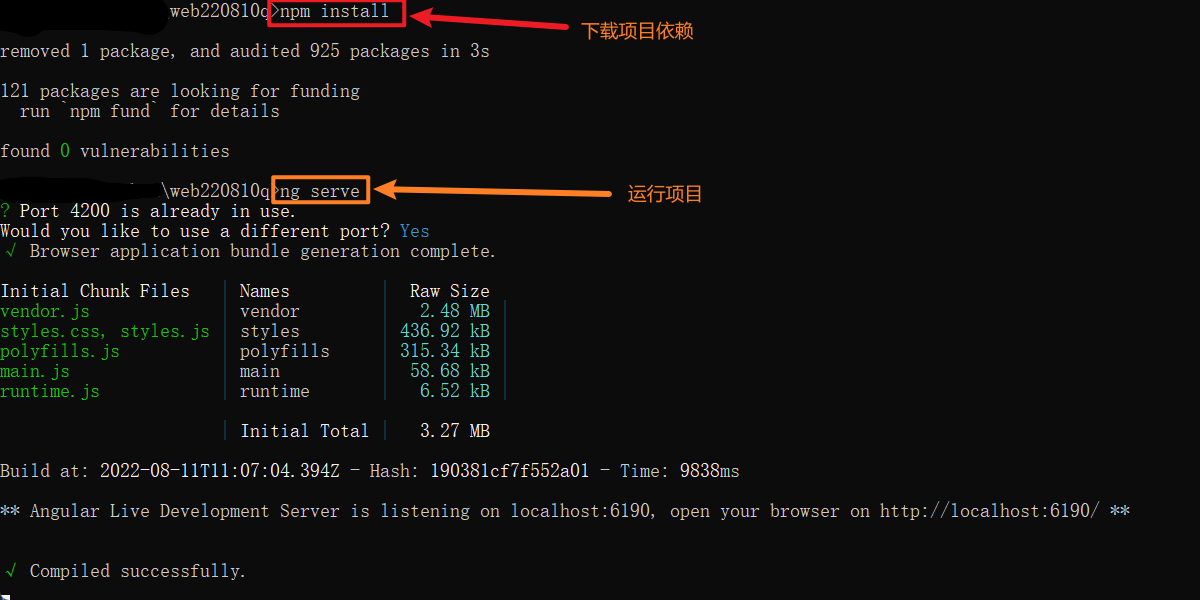 web220810q>npm install
下载项目依赖
removed 1 package, and audited 925 packages in 3s
121 packages are looking for funding
run `npm fund` for details
found 0 vulnerabilities
\web220810q>ng serve
运行项目
? Port 4200 is already in use.
Would you like to use a different port? Yes
√ Browser application bundle generation complete.
Initial Chunk Files | Names | Raw Size
vendor.js | vendor | 2.48 MB |
styles.css, styles.js | styles | 436.92 kB |
polyfills.js | polyfills | 315.34 kB |
main.js | main | 58.68 kB |
runtime.js | runtime | 6.52 kB |
| Initial Total | 3.27 MB
Build at: 2022-08-11T11:07:04.394Z - Hash: 190381cf7f552a01 - Time: 9838ms
** Angular Live Development Server is listening on localhost:6190, open your browser on http://localhost:6190/ **
√ Compiled successfully.